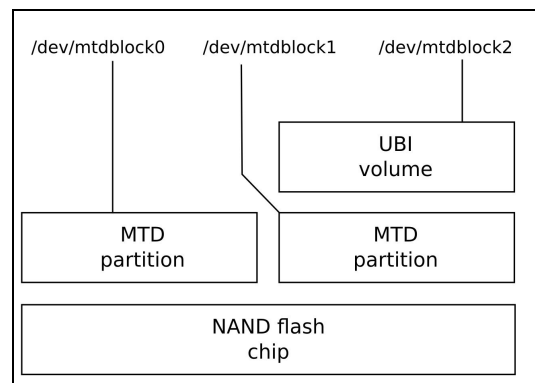 /dev/mtdblock0 /dev/mtdblock1 /dev/mtdblock2
UBI
volume
MTD
partition
MTD
partition
NAND flash
chip